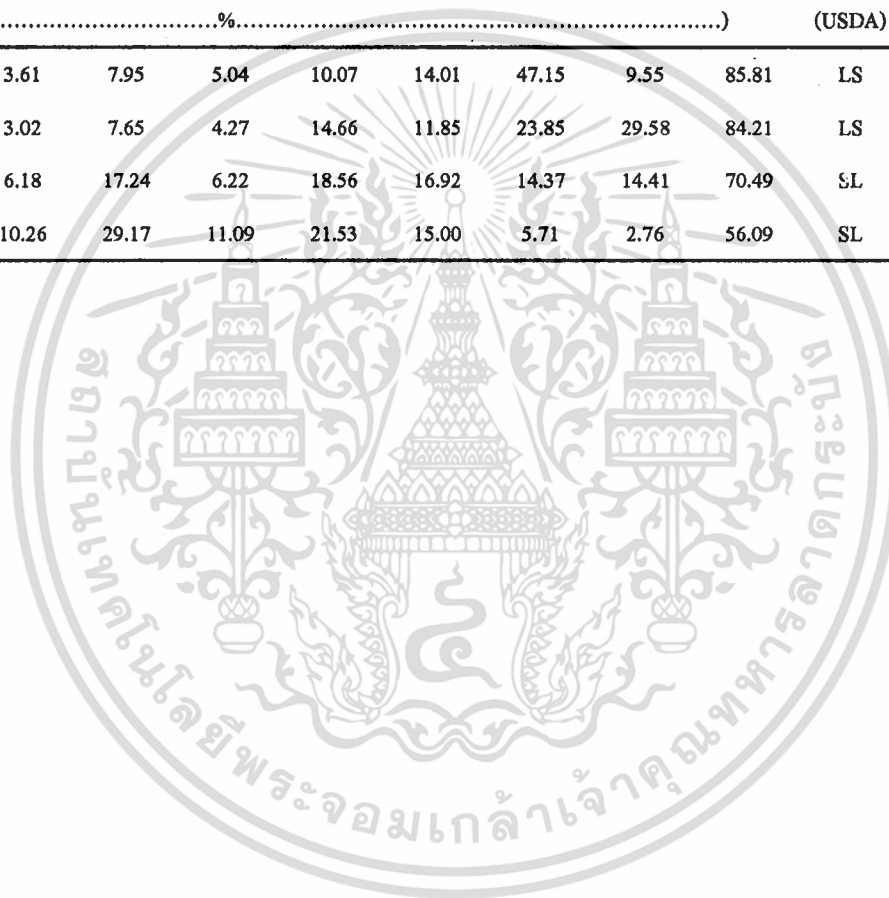 .............................%...............................................................) (USDA)
3.61 7.95 5.04 10.07 14.01 47.15 9.55 85.81 LS
3.02 7.65 4.27 14.66 11.85 23.85 29.58 84.21 LS
6.18 17.24 6.22 18.56 16.92 14.37 14.41 70.49 SL
10.26 29.17 11.09 21.53 15.00 5.71 2.76 56.09 SL
สถาบันเทคโนโลยีพระจอมเกล้าเจ้าคุณทหารลาดกระบัง